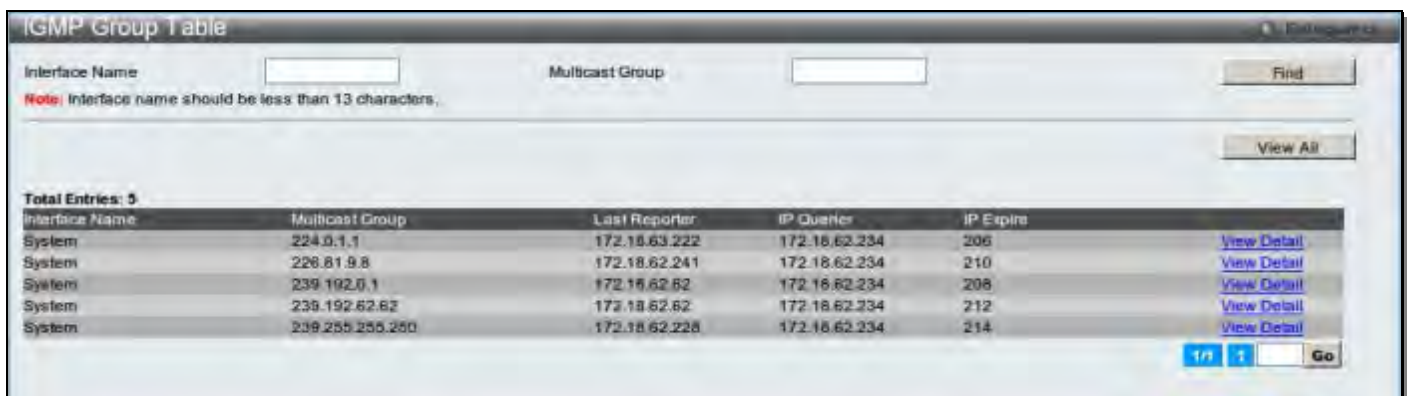 IGMP Group Table
Interface Name Multicast Group Find
Note: Interface name should be less than 13 characters.
View All
Total Entries: 5
Interface Name Multicast Group Last Reporter IP Querier IP Expire
System 224.0.1.1 172.18.63.222 172.18.62.234 206 View Detail
System 226.81.9.8 172.18.62.241 172.18.62.234 210 View Detail
System 239.192.0.1 172.18.62.62 172.18.62.234 208 View Detail
System 239.192.62.62 172.18.62.62 172.18.62.234 212 View Detail
System 239.255.255.250 172.18.62.228 172.18.62.234 214 View Detail
1/1 1 Go